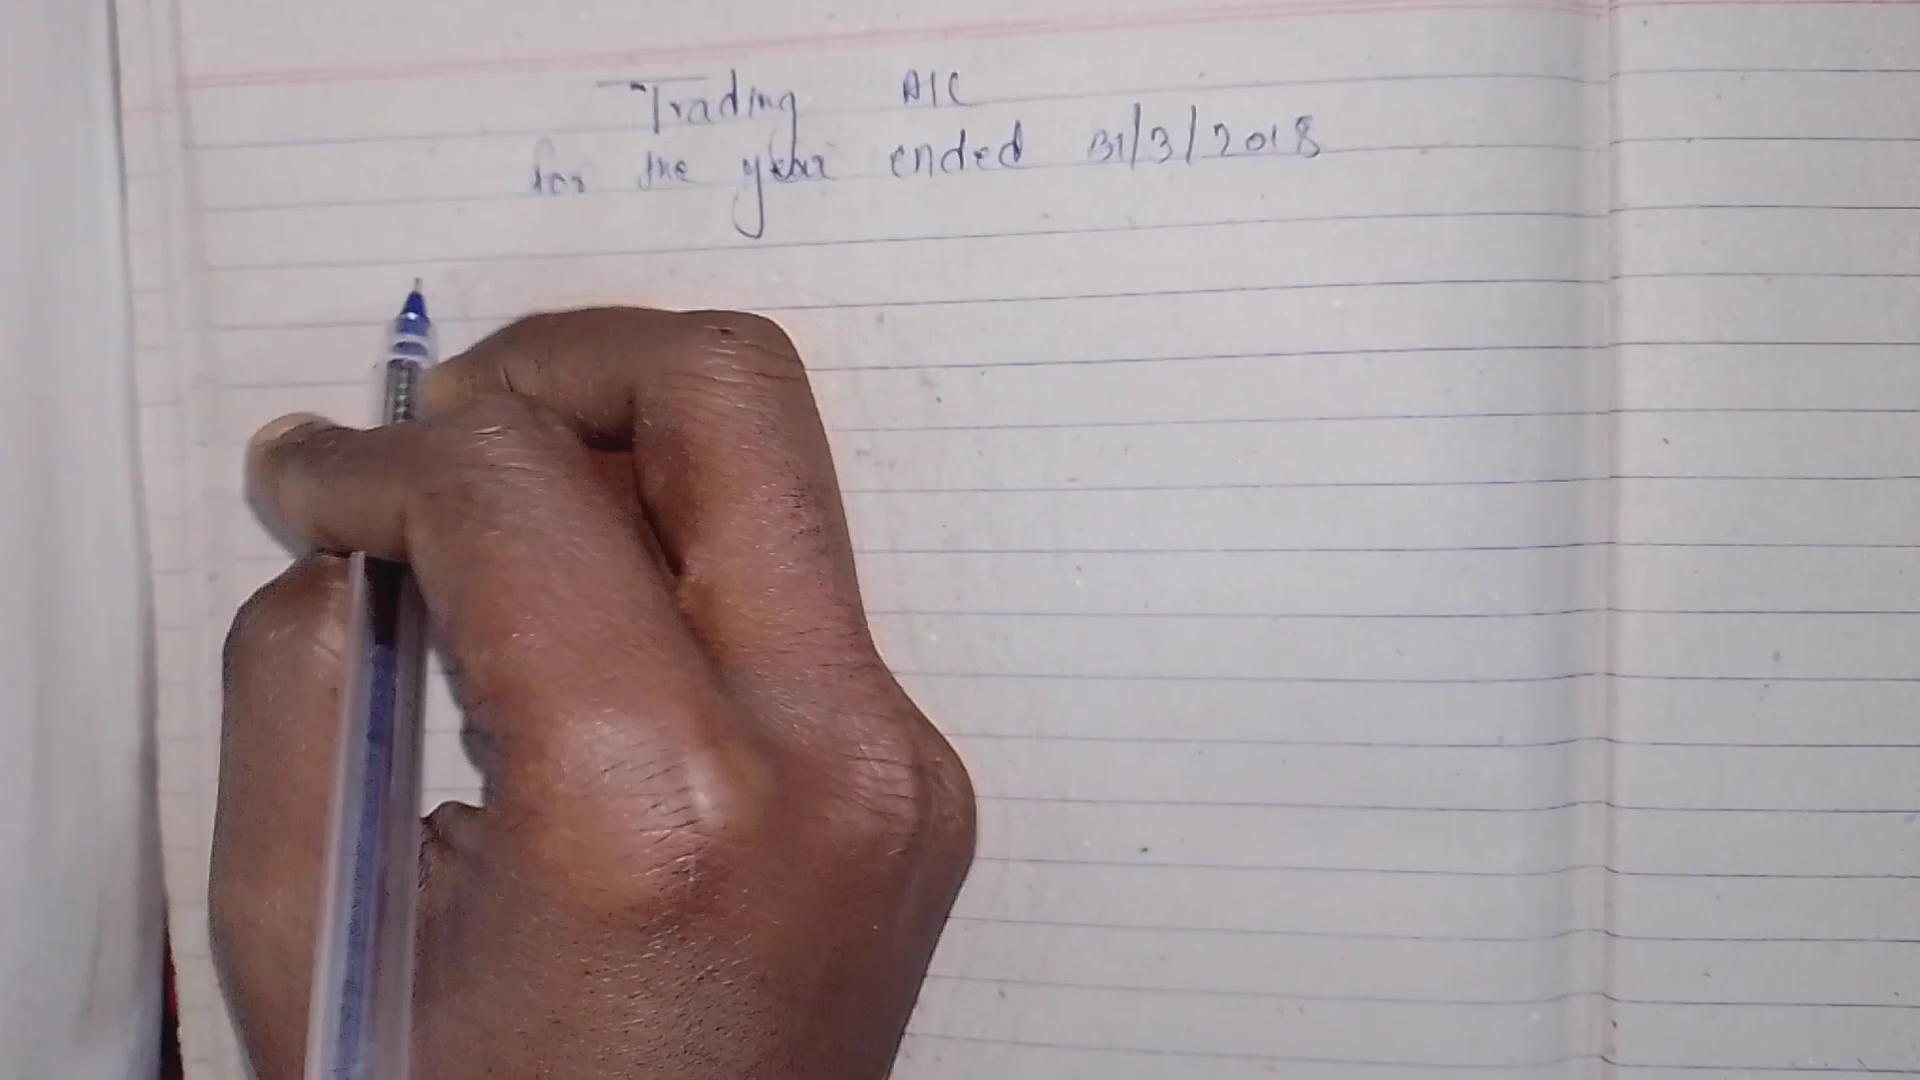 Trading A/C
for the year ended 31/3/2018